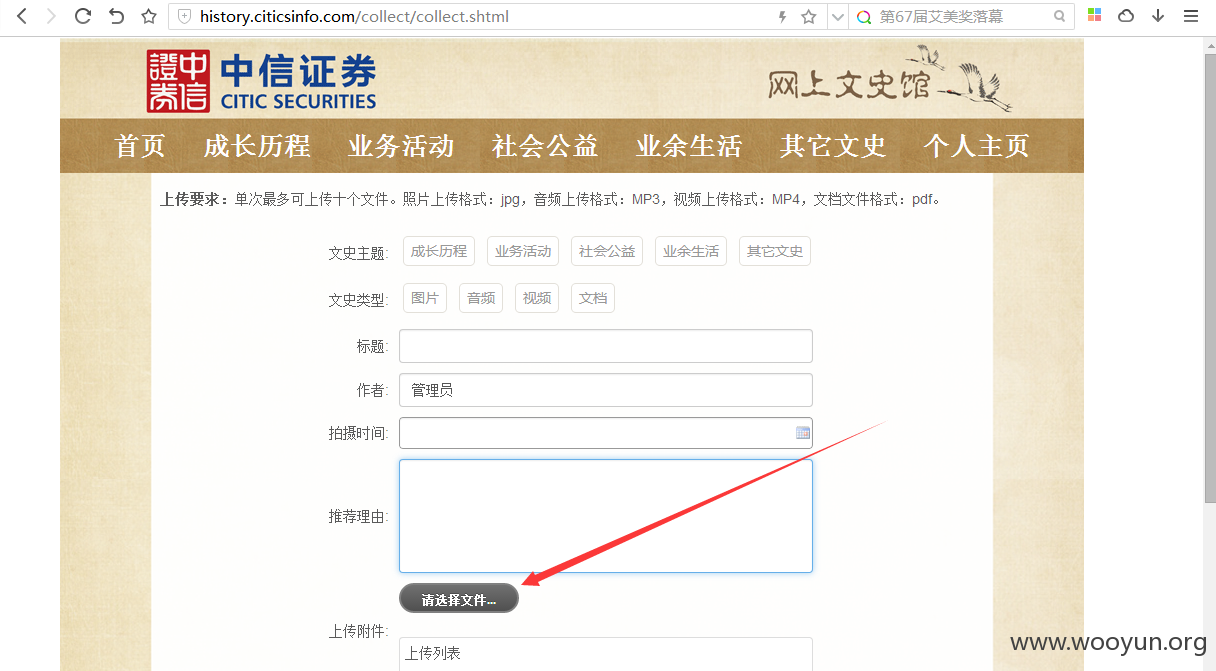 history.citicsinfo.com/collect/collect.shtml
第67届艾美奖落幕
中信證券
中信证券
CITIC SECURITIES
网上文史馆
首页 成长历程 业务活动 社会公益 业余生活 其它文史 个人主页
上传要求：单次最多可上传十个文件。照片上传格式：jpg，音频上传格式：MP3，视频上传格式：MP4，文档文件格式：pdf。
文史主题: 成长历程 业务活动 社会公益 业余生活 其它文史
文史类型: 图片 音频 视频 文档
标题:
作者: 管理员
拍摄时间:
推荐理由:
请选择文件...
上传附件:
上传列表
www.wooyun.org